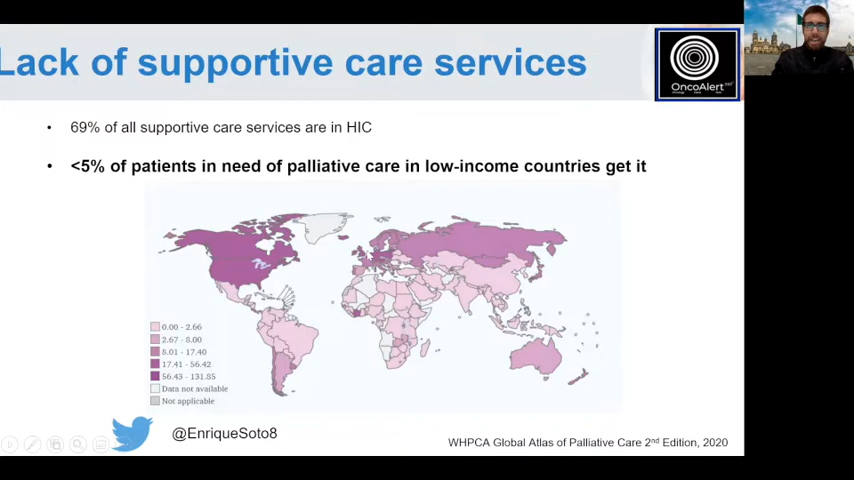 Lack of supportive care services
OncoAlert
• 69% of all supportive care services are in HIC
• <5% of patients in need of palliative care in low-income countries get it
0.00 - 2.66
2.67 - 8.00
8.01 - 17.40
17.41 - 56.42
56.43 - 131.85
Data not available
Not applicable
@EnriqueSoto8
WHPCA Global Atlas of Palliative Care 2nd Edition, 2020